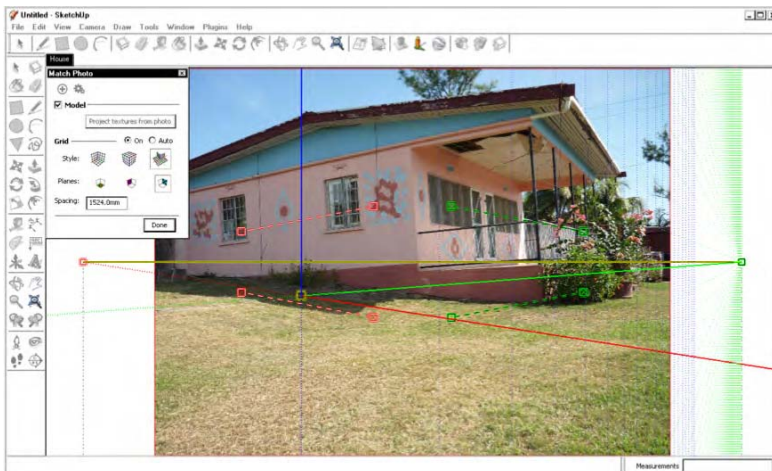 Untitled - SketchUp
File Edit View Camera Draw Tools Window Plugins Help
House
Match Photo
Model
Project textures from photo
Grid On Auto
Style:
Planes:
Spacing: 1524.0mm
Done
Measurements